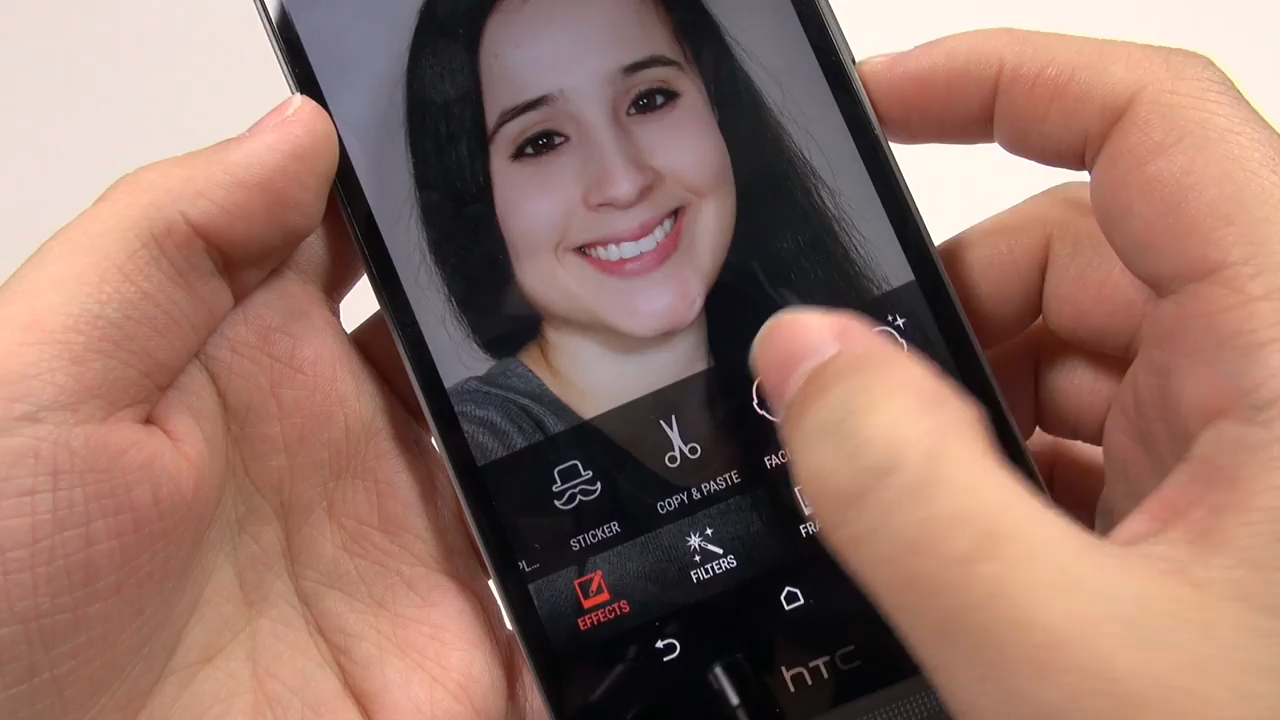 STICKER
COPY & PASTE
EFFECTS
FILTERS
htc